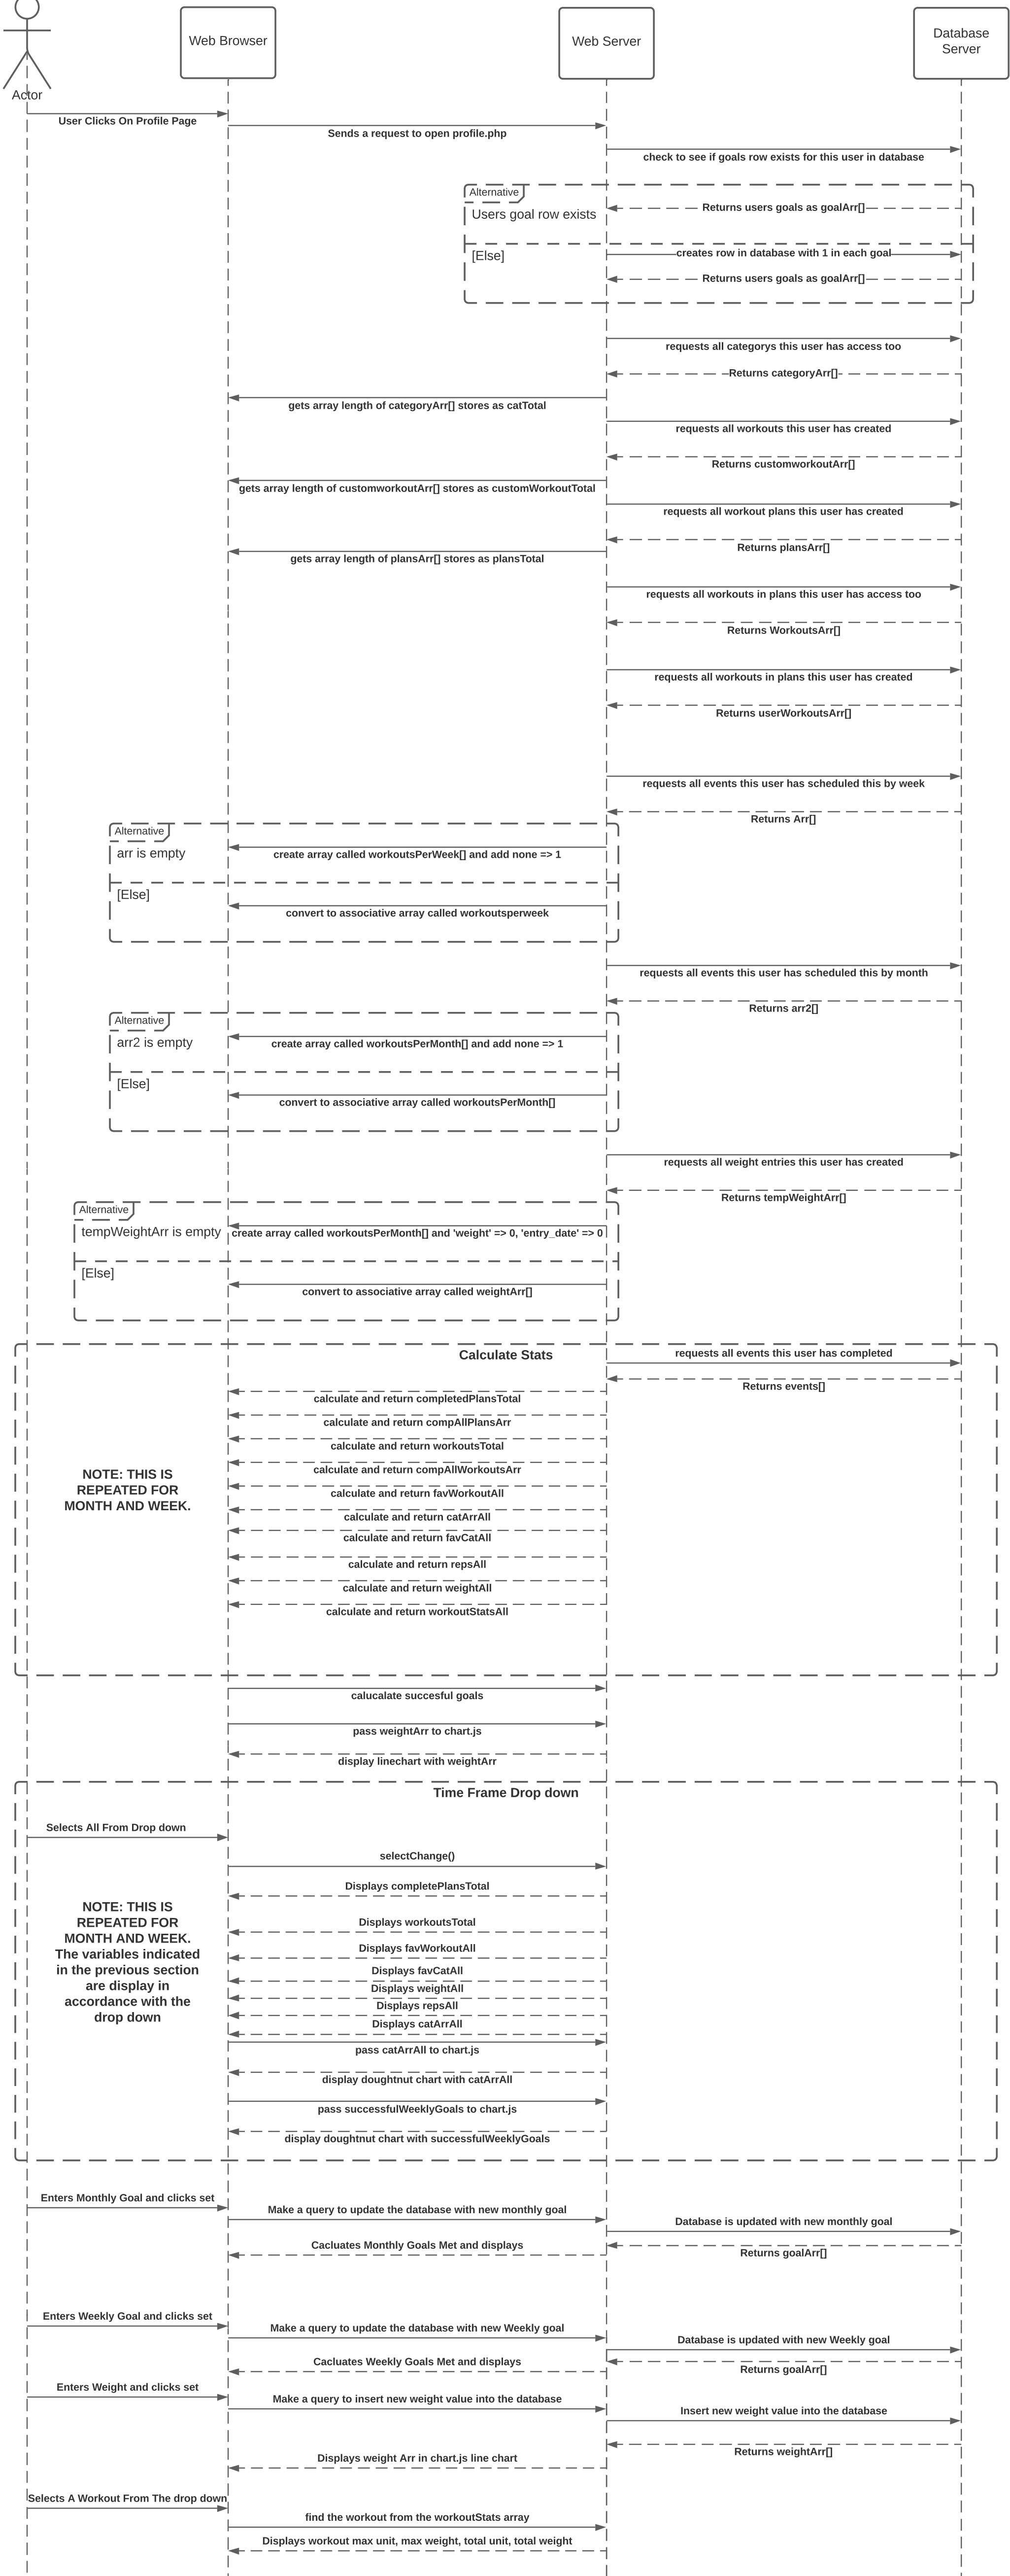 Web Browser
Web Server
Database
Server
Actor
User Clicks On Profile Page
Sends a request to open profile.php
check to see if goals row exists for this user in database
Alternative
Users goal row exists
Returns users goals as goalArr[]
[Else]
creates row in database with 1 in each goal
Returns users goals as goalArr[]
requests all categorys this user has access too
Returns categoryArr[]
gets array length of categoryArr[] stores as catTotal
requests all workouts this user has created
Returns customworkoutArr[]
gets array length of customworkoutArr[] stores as customWorkoutTotal
requests all workout plans this user has created
Returns plansArr[]
gets array length of plansArr[] stores as plansTotal
requests all workouts in plans this user has access too
Returns WorkoutsArr[]
requests all workouts in plans this user has created
Returns userWorkoutsArr[]
requests all events this user has scheduled this by week
Returns Arr[]
Alternative
arr is empty
create array called workoutsPerWeek[] and add none => 1
[Else]
convert to associative array called workoutsperweek
requests all events this user has scheduled this by month
Returns arr2[]
Alternative
arr2 is empty
create array called workoutsPerMonth[] and add none => 1
[Else]
convert to associative array called workoutsPerMonth[]
requests all weight entries this user has created
Returns tempWeightArr[]
Alternative
tempWeightArr is empty
create array called workoutsPerMonth[] and 'weight' => 0, 'entry_date' => 0
[Else]
convert to associative array called weightArr[]
Calculate Stats
requests all events this user has completed
Returns events[]
calculate and return completedPlansTotal
calculate and return compAllPlansArr
calculate and return workoutsTotal
calculate and return compAllWorkoutsArr
NOTE: THIS IS
REPEATED FOR
MONTH AND WEEK.
calculate and return favWorkoutAll
calculate and return catArrAll
calculate and return favCatAll
calculate and return repsAll
calculate and return weightAll
calculate and return workoutStatsAll
calucalate succesful goals
pass weightArr to chart.js
display linechart with weightArr
Time Frame Drop down
Selects All From Drop down
selectChange()
Displays completePlansTotal
NOTE: THIS IS
REPEATED FOR
MONTH AND WEEK.
The variables indicated
in the previous section
are display in
accordance with the
drop down
Displays workoutsTotal
Displays favWorkoutAll
Displays favCatAll
Displays weightAll
Displays repsAll
Displays catArrAll
pass catArrAll to chart.js
display doughtnut chart with catArrAll
pass successfulWeeklyGoals to chart.js
display doughtnut chart with successfulWeeklyGoals
Enters Monthly Goal and clicks set
Make a query to update the database with new monthly goal
Database is updated with new monthly goal
Cacluates Monthly Goals Met and displays
Returns goalArr[]
Enters Weekly Goal and clicks set
Make a query to update the database with new Weekly goal
Database is updated with new Weekly goal
Cacluates Weekly Goals Met and displays
Returns goalArr[]
Enters Weight and clicks set
Make a query to insert new weight value into the database
Insert new weight value into the database
Returns weightArr[]
Displays weight Arr in chart.js line chart
Selects A Workout From The drop down
find the workout from the workoutStats array
Displays workout max unit, max weight, total unit, total weight